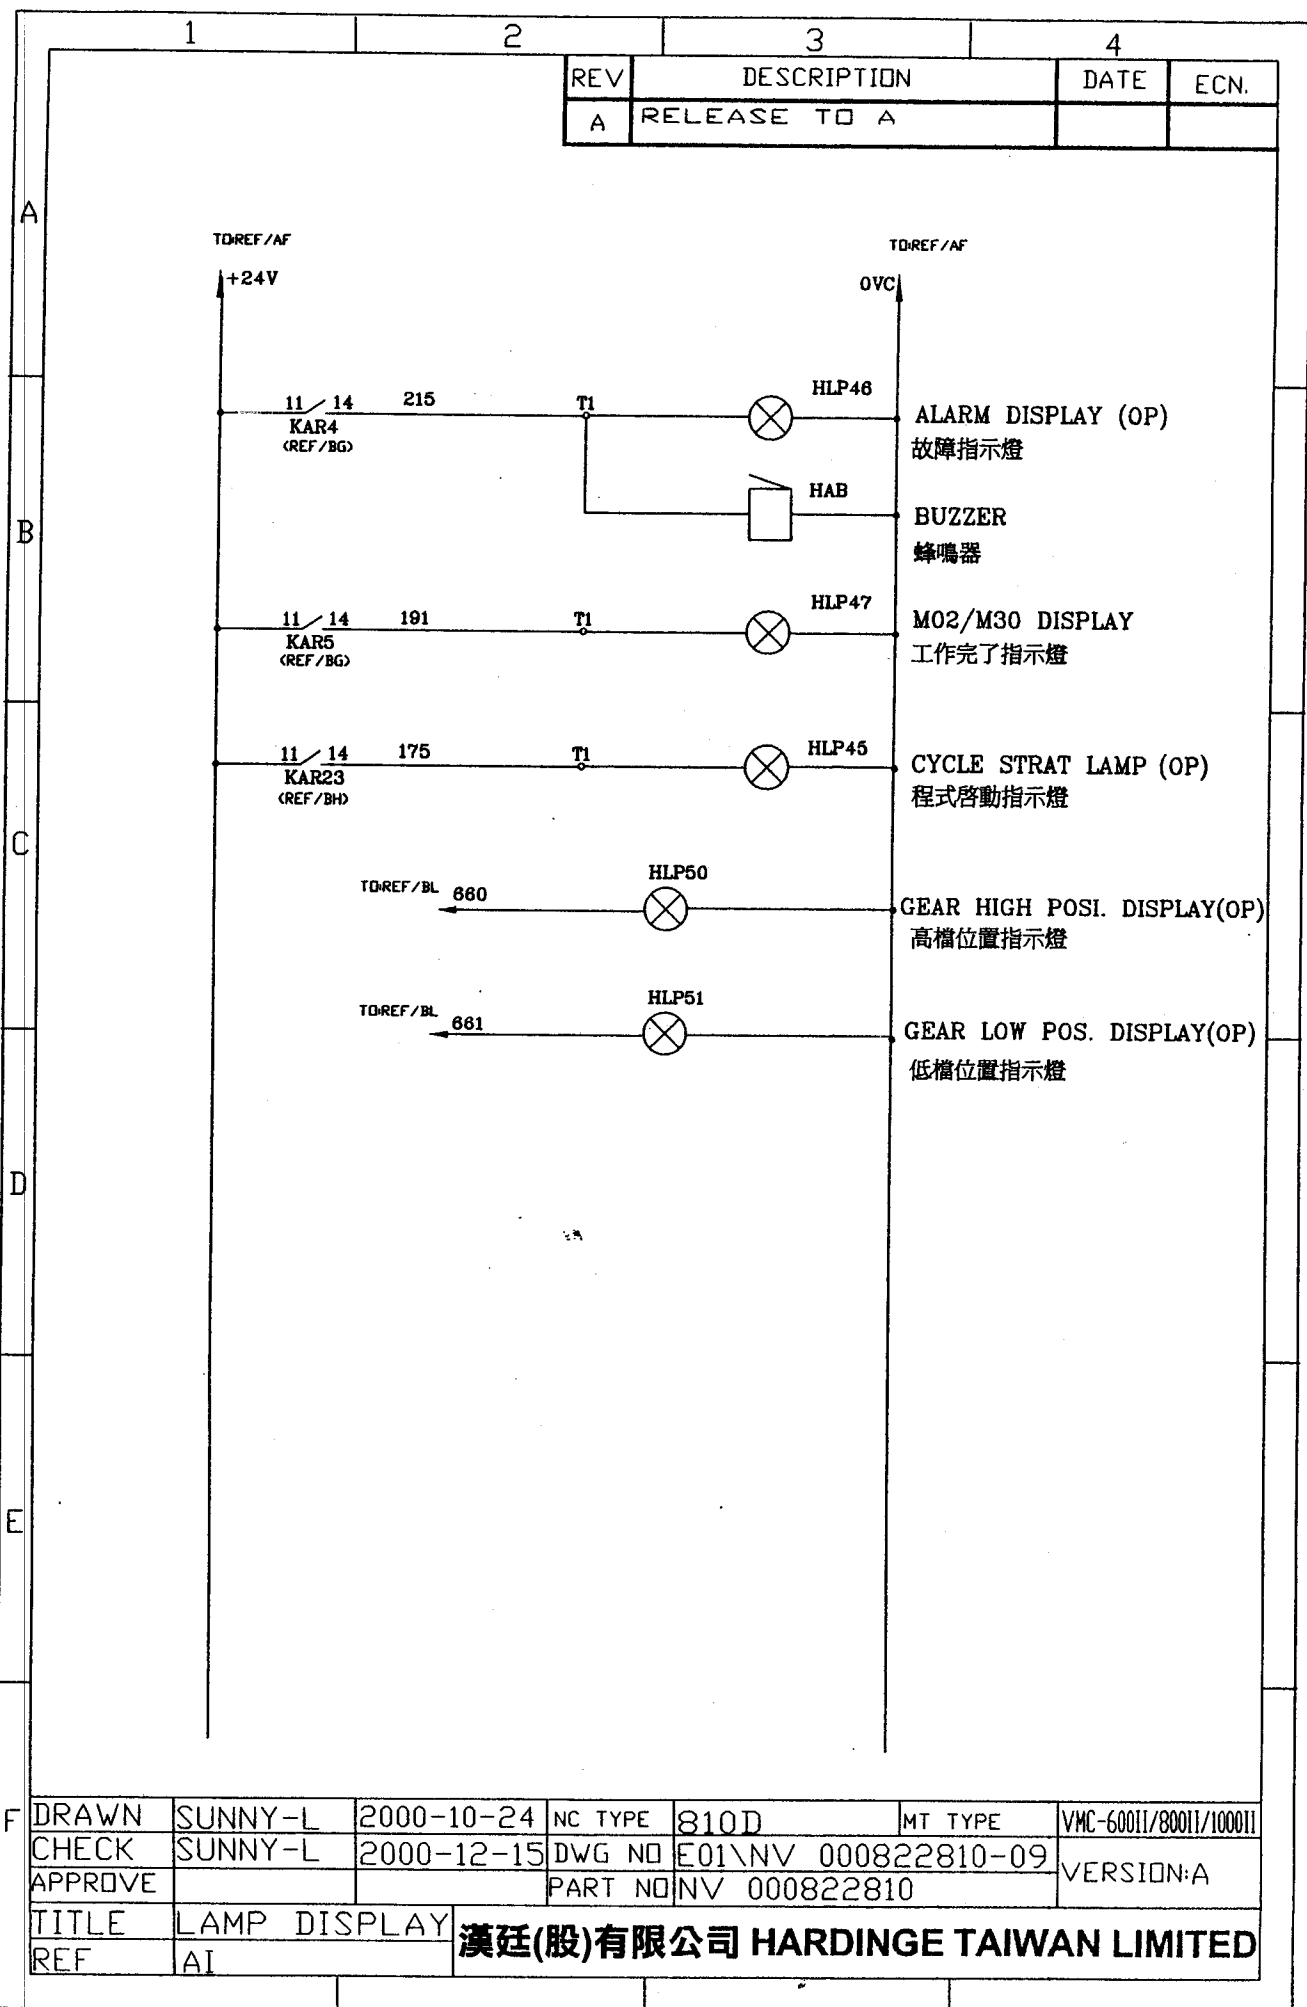 1 2 3 4
REV DESCRIPTION DATE ECN.
A RELEASE TO A
A
TO:REF/AF TO:REF/AF
+24V 0VC
11 14 215 T1 HLP46 ALARM DISPLAY (OP)
KAR4
(REF/BG) 故障指示燈
HAB BUZZER
B 蜂鳴器
11 14 191 T1 HLP47 M02/M30 DISPLAY
KAR5
(REF/BG) 工作完了指示燈
11 14 175 T1 HLP45 CYCLE STRAT LAMP (OP)
KAR23
(REF/BH) 程式啓動指示燈
C
TO:REF/BL 660 HLP50 GEAR HIGH POSI. DISPLAY(OP)
高檔位置指示燈
TO:REF/BL 661 HLP51 GEAR LOW POS. DISPLAY(OP)
低檔位置指示燈
D
E
F
DRAWN SUNNY-L 2000-10-24 NC TYPE 810D MT TYPE VMC-600II/800II/1000II
CHECK SUNNY-L 2000-12-15 DWG NO E01\NV 000822810-09 VERSION:A
APPROVE PART NO NV 000822810
TITLE LAMP DISPLAY
REF AI
漢廷(股)有限公司 HARDINGE TAIWAN LIMITED